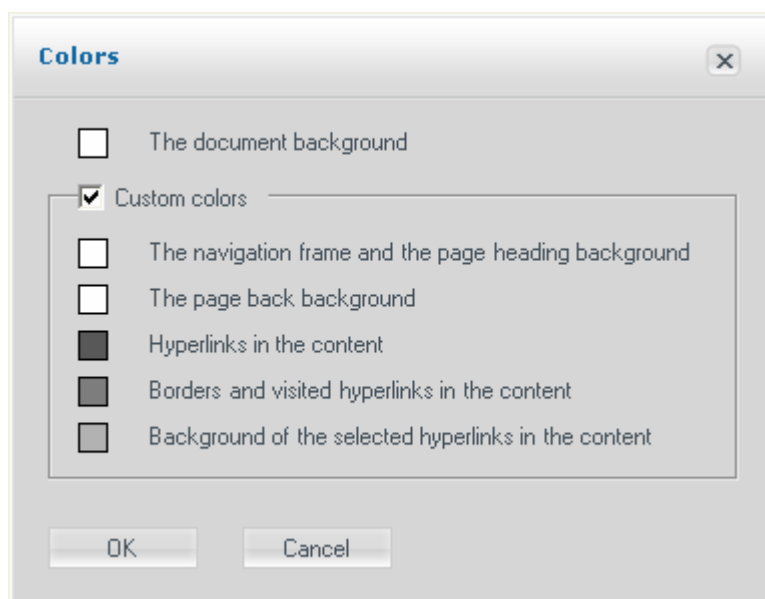 Colors
The document background
Custom colors
The navigation frame and the page heading background
The page back background
Hyperlinks in the content
Borders and visited hyperlinks in the content
Background of the selected hyperlinks in the content
OK
Cancel